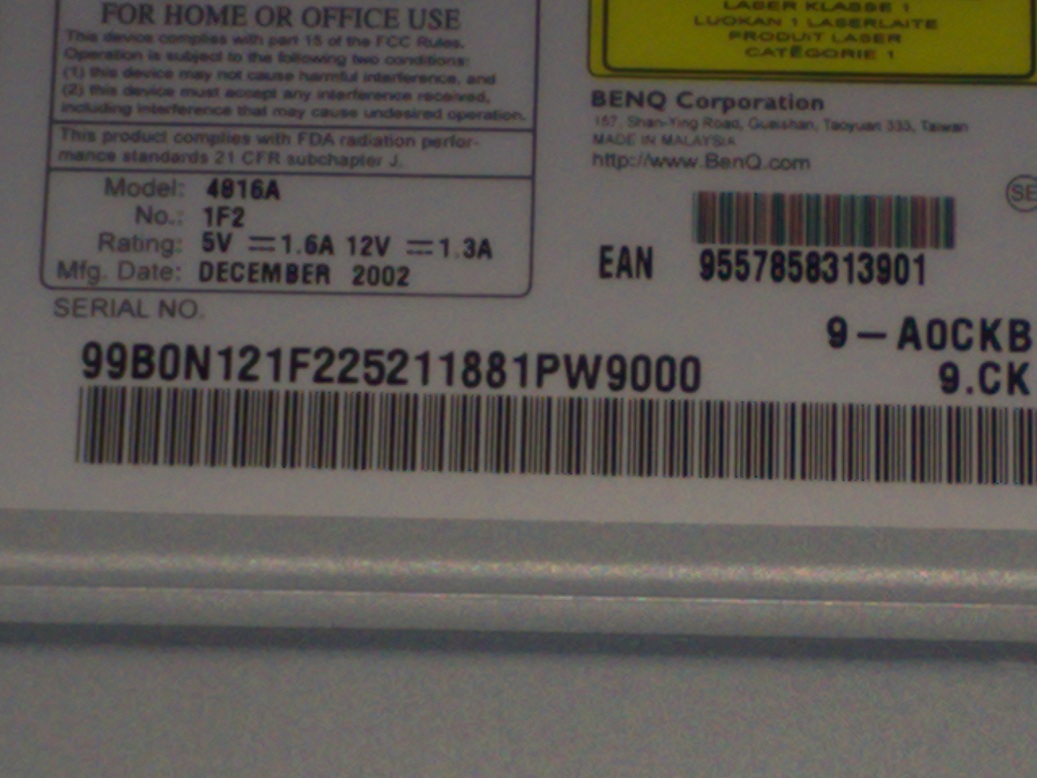 FOR HOME OR OFFICE USE
This device complies with part 15 of the FCC Rules.
Operation is subject to the following two conditions:
(1) this device may not cause harmful interference, and
(2) this device must accept any interference received,
including interference that may cause undesired operation.
This product complies with FDA radiation perfor-
mance standards 21 CFR subchapter J.
Model: 4816A
No.: 1F2
Rating: 5V ⎓1.6A 12V ⎓1.3A
Mfg. Date: DECEMBER 2002
LASER KLASSE 1
LUOKAN 1 LASERLAITE
PRODUIT LASER
CATÉGORIE 1
BENQ Corporation
157, Shan-Ying Road, Gueishan, Taoyuan 333, Taiwan
MADE IN MALAYSIA
http://www.BenQ.com
SE
EAN 9557858313901
SERIAL NO.
9-A0CKB
9.CK
99B0N121F225211881PW9000